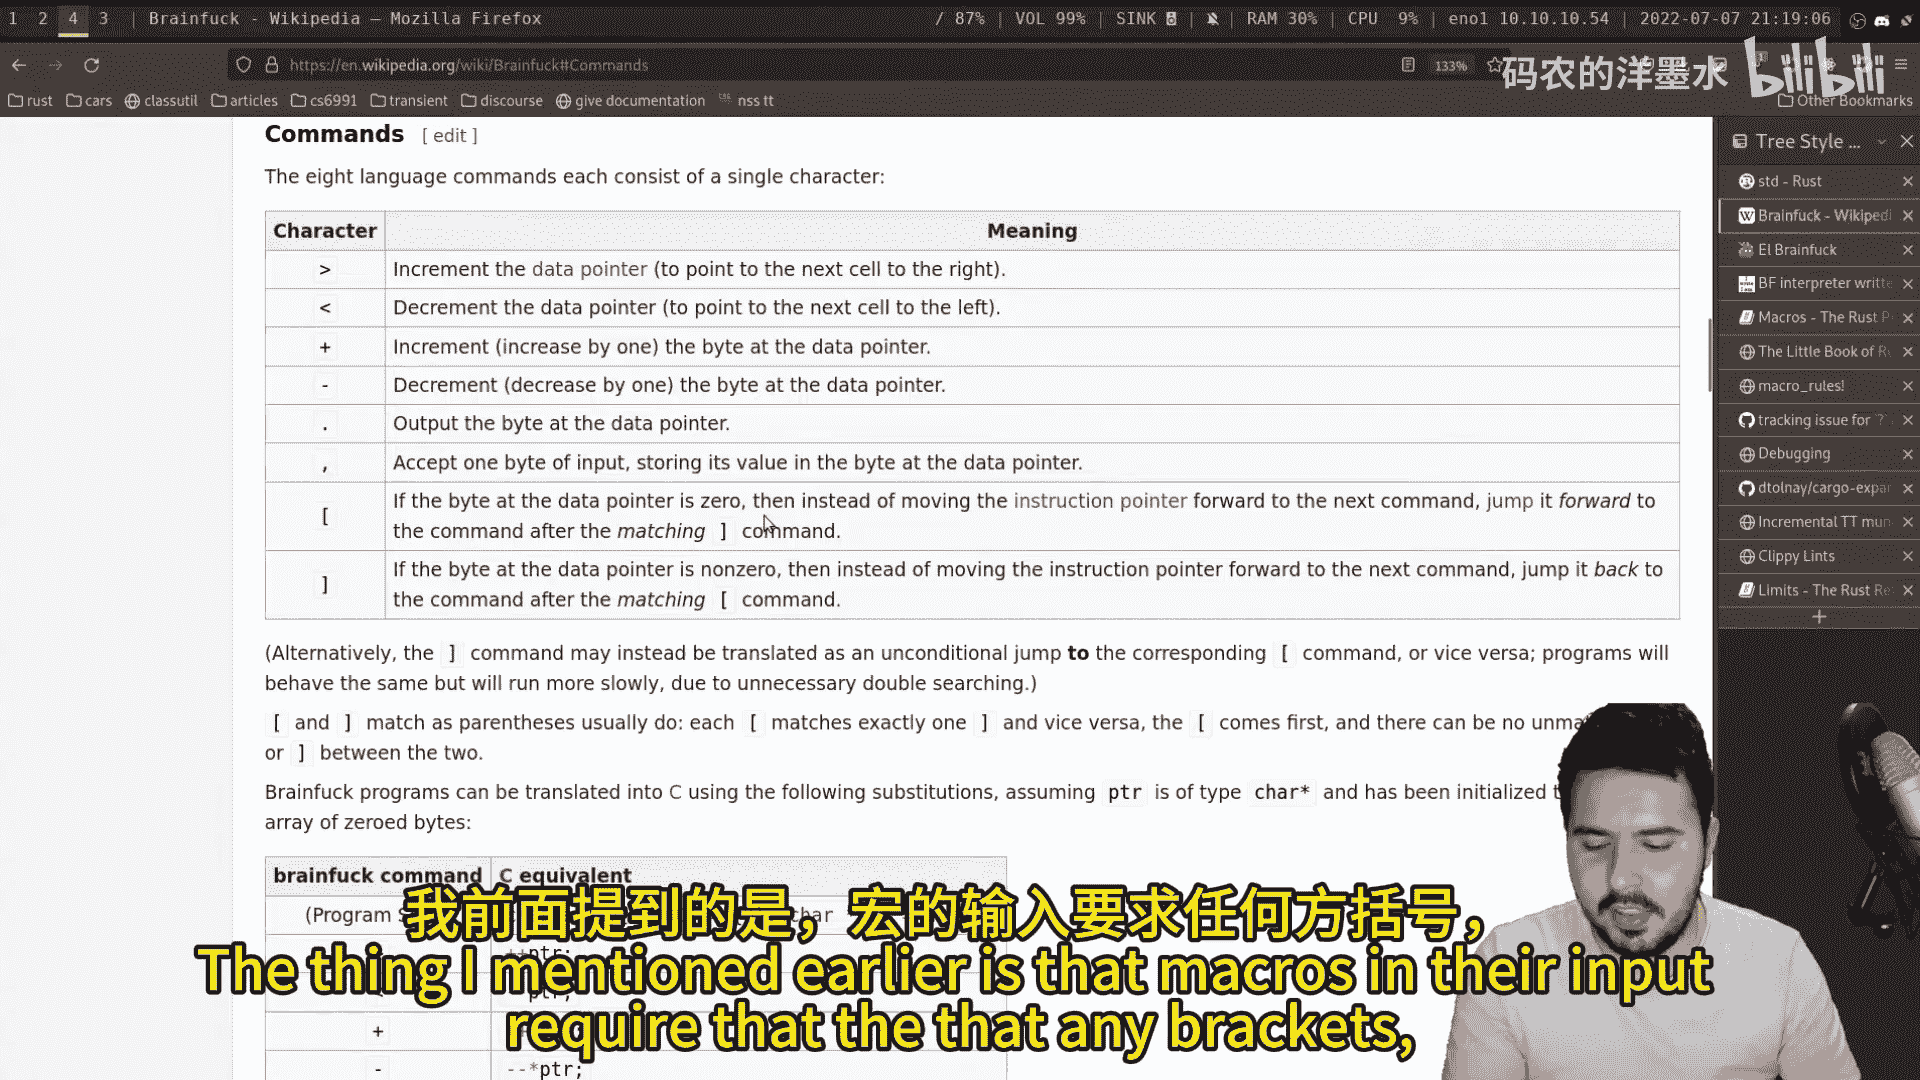 1 2 4 3 | Brainfuck - Wikipedia — Mozilla Firefox
/ 87% | VOL 99% | SINK | | RAM 30% | CPU 9% | eno1 10.10.10.54 | 2022-07-07 21:19:06
https://en.wikipedia.org/wiki/Brainfuck#Commands
133%
码农的洋墨水 bilibili
rust cars classutil articles cs6991 transient discourse give documentation nss tt
Other Bookmarks
Commands [ edit ]
The eight language commands each consist of a single character:
Character Meaning
> Increment the data pointer (to point to the next cell to the right).
< Decrement the data pointer (to point to the next cell to the left).
+ Increment (increase by one) the byte at the data pointer.
- Decrement (decrease by one) the byte at the data pointer.
. Output the byte at the data pointer.
, Accept one byte of input, storing its value in the byte at the data pointer.
[ If the byte at the data pointer is zero, then instead of moving the instruction pointer forward to the next command, jump it forward to
the command after the matching ] command.
] If the byte at the data pointer is nonzero, then instead of moving the instruction pointer forward to the next command, jump it back to
the command after the matching [ command.
(Alternatively, the ] command may instead be translated as an unconditional jump to the corresponding [ command, or vice versa; programs will
behave the same but will run more slowly, due to unnecessary double searching.)
[ and ] match as parentheses usually do: each [ matches exactly one ] and vice versa, the [ comes first, and there can be no
or ] between the two.
Brainfuck programs can be translated into C using the following substitutions, assuming ptr is of type char* and has been initialized
array of zeroed bytes:
brainfuck command C equivalent
(Program char
ptr;
ptr;
+
- --*ptr;
Tree Style ...
std - Rust
Brainfuck - Wikipedi
El Brainfuck
BF interpreter writte
Macros - The Rust P
The Little Book of R
macro_rules!
tracking issue for `?`
Debugging
dtolnay/cargo-expa
Incremental TT mun
Clippy Lints
Limits - The Rust Re
+
我前面提到的是，宏的输入要求任何方括号，
The thing I mentioned earlier is that macros in their input
require that the that any brackets,